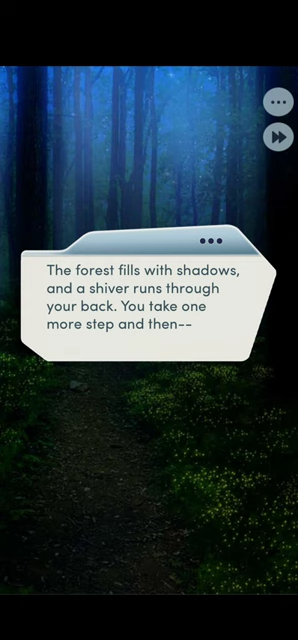 The forest fills with shadows,
and a shiver runs through
your back. You take one
more step and then--